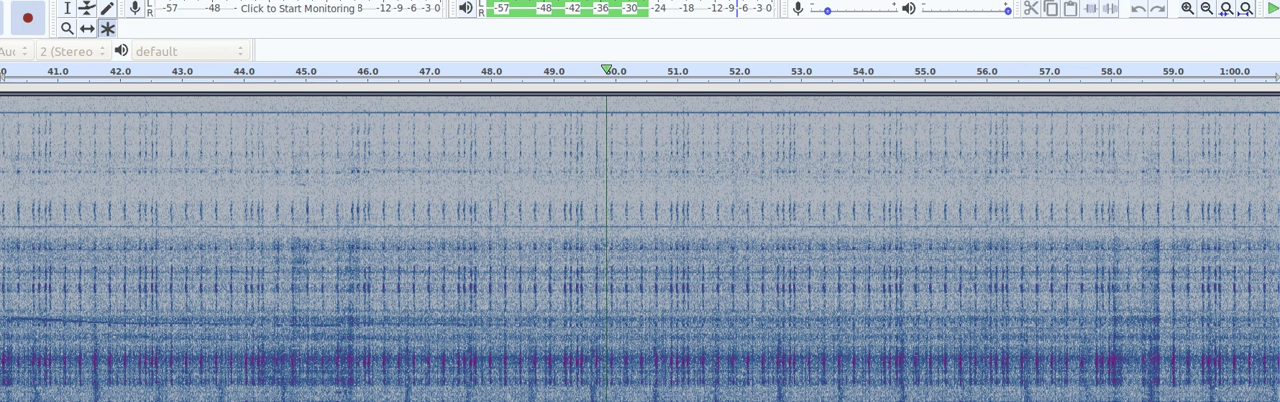 L
R
-57 -48 - Click to Start Monitoring 8 -12 -9 -6 -3 0
L
R
-57 -48 -42 -36 -30 -24 -18 -12 -9 -6 -3 0
2 (Stereo
default
41.0 42.0 43.0 44.0 45.0 46.0 47.0 48.0 49.0 50.0 51.0 52.0 53.0 54.0 55.0 56.0 57.0 58.0 59.0 1:00.0